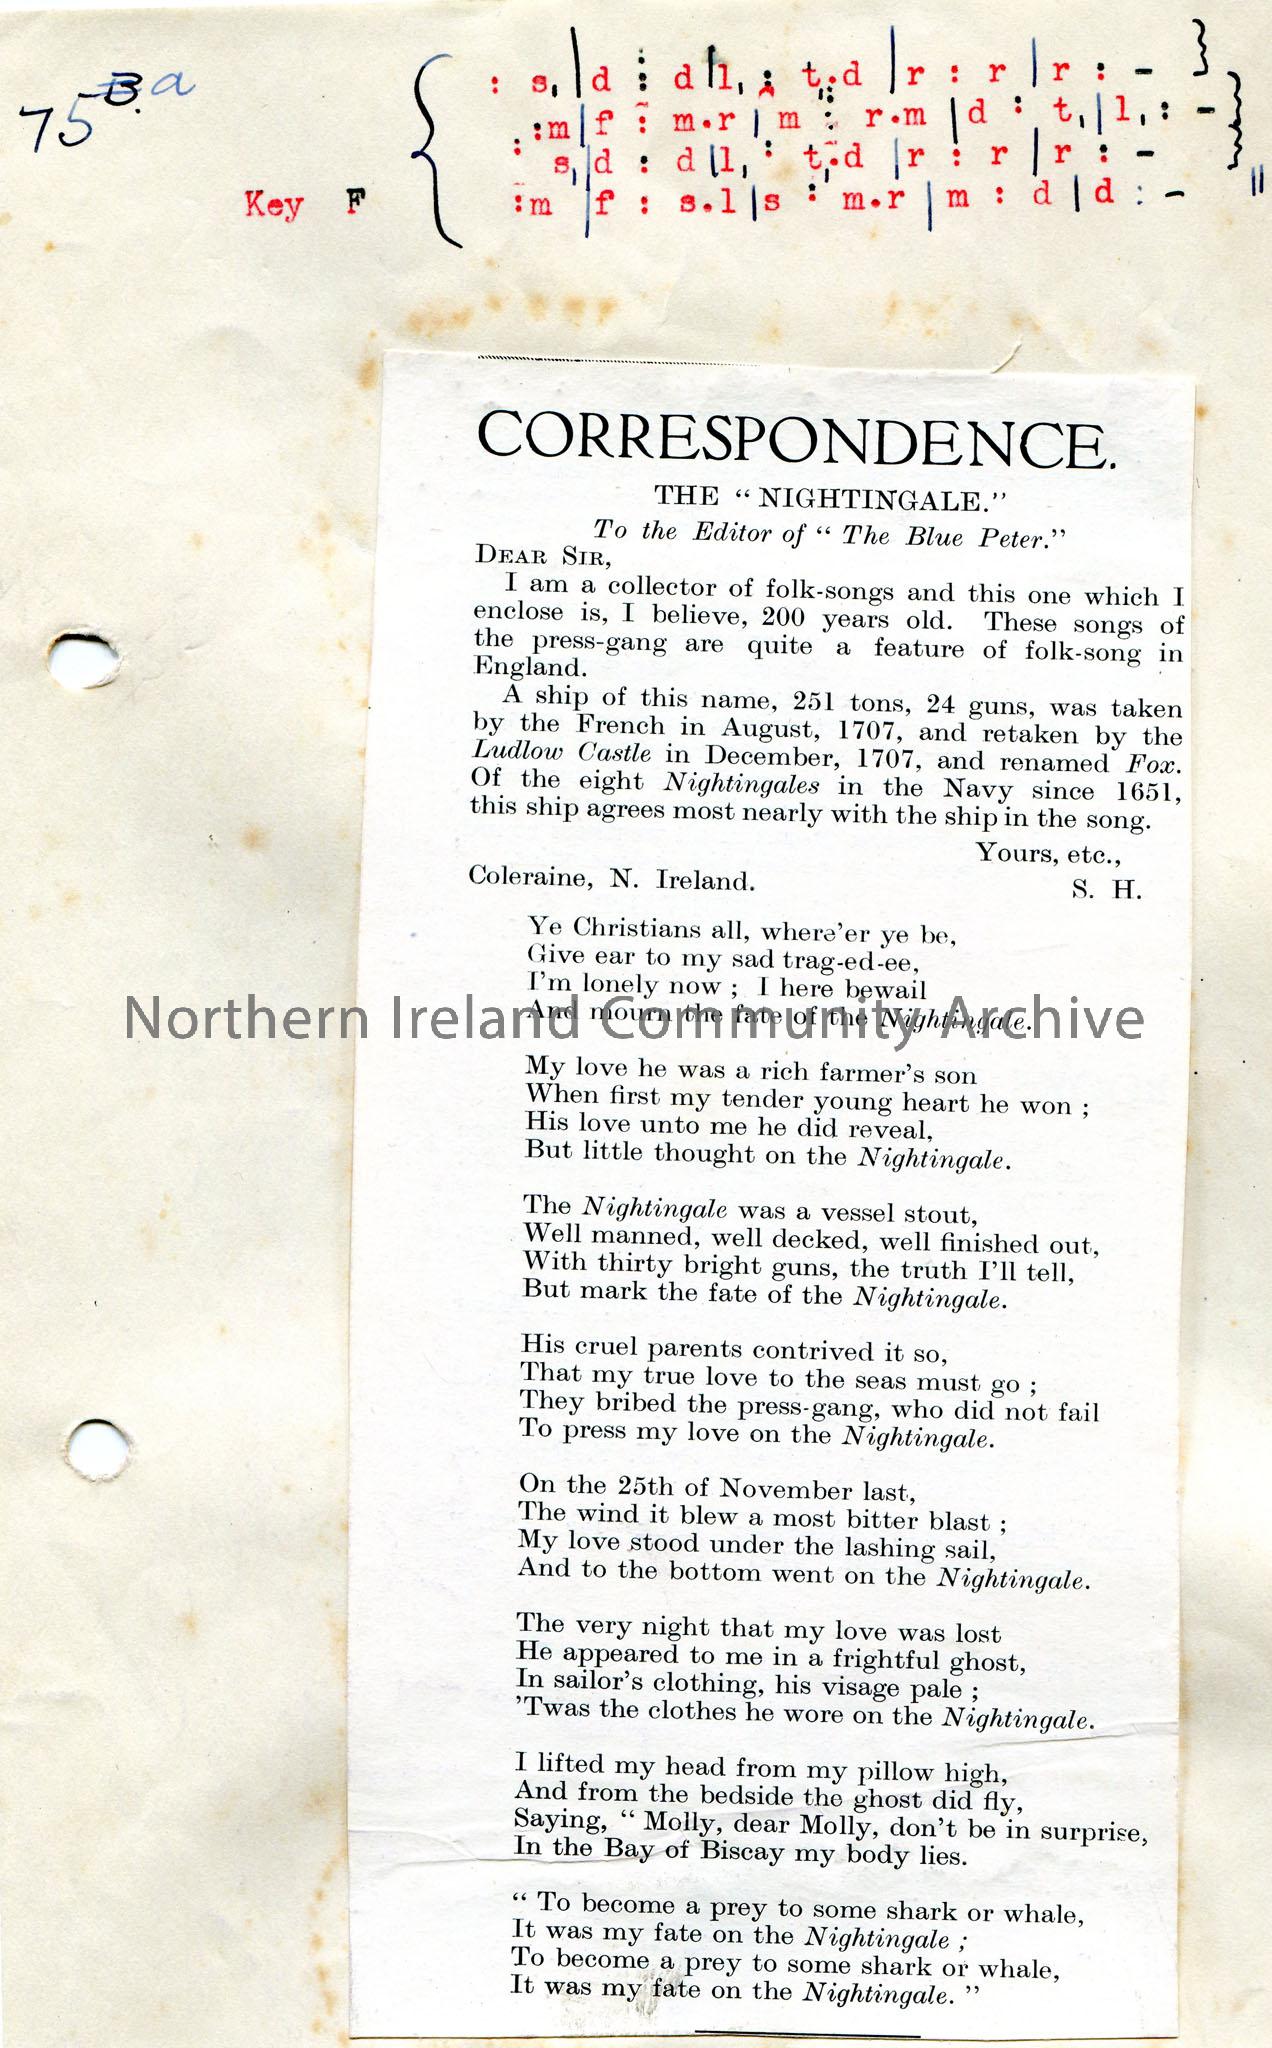 75 B. a
: s, | d : d | l, : t, . d | r : r | r : – }
. : m | f : m . r | m : r . m | d : t, | l, : – }
: s, | d : d | l, : t, . d | r : r | r : –
Key F { : m | f : s . l | s : m . r | m : d | d : – ||
CORRESPONDENCE.
THE “ NIGHTINGALE.”
To the Editor of “ The Blue Peter.”
DEAR SIR,
I am a collector of folk-songs and this one which I
enclose is, I believe, 200 years old. These songs of
the press-gang are quite a feature of folk-song in
England.
A ship of this name, 251 tons, 24 guns, was taken
by the French in August, 1707, and retaken by the
Ludlow Castle in December, 1707, and renamed Fox.
Of the eight Nightingales in the Navy since 1651,
this ship agrees most nearly with the ship in the song.
Yours, etc.,
Coleraine, N. Ireland. S. H.
Ye Christians all, where’er ye be,
Give ear to my sad trag-ed-ee,
I’m lonely now ; I here bewail
And mourn the fate of the Nightingale.
Northern Ireland Community Archive
My love he was a rich farmer’s son
When first my tender young heart he won ;
His love unto me he did reveal,
But little thought on the Nightingale.
The Nightingale was a vessel stout,
Well manned, well decked, well finished out,
With thirty bright guns, the truth I’ll tell,
But mark the fate of the Nightingale.
His cruel parents contrived it so,
That my true love to the seas must go ;
They bribed the press-gang, who did not fail
To press my love on the Nightingale.
On the 25th of November last,
The wind it blew a most bitter blast ;
My love stood under the lashing sail,
And to the bottom went on the Nightingale.
The very night that my love was lost
He appeared to me in a frightful ghost,
In sailor’s clothing, his visage pale ;
’Twas the clothes he wore on the Nightingale.
I lifted my head from my pillow high,
And from the bedside the ghost did fly,
Saying, “ Molly, dear Molly, don’t be in surprise,
In the Bay of Biscay my body lies.
“ To become a prey to some shark or whale,
It was my fate on the Nightingale ;
To become a prey to some shark or whale,
It was my fate on the Nightingale. ”